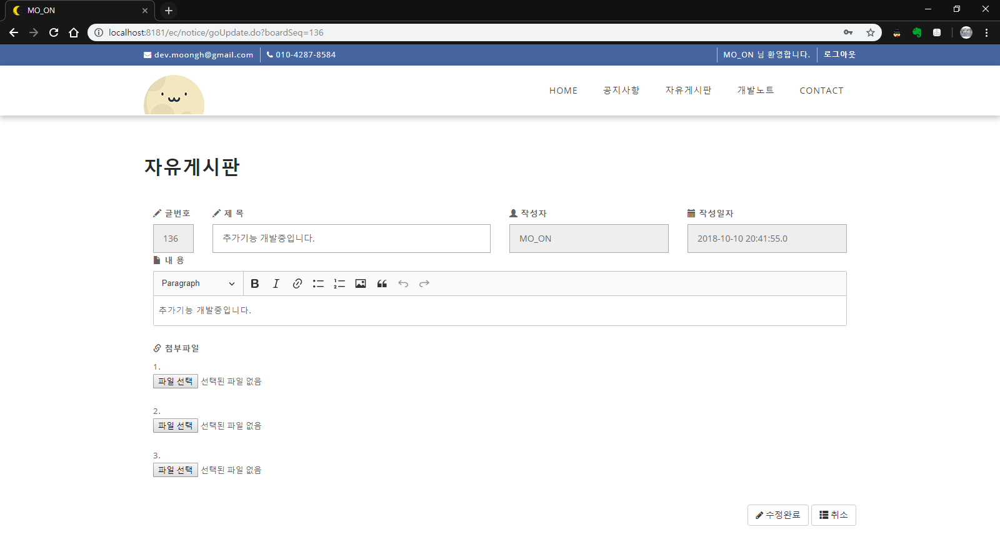 MO_ON
localhost:8181/ec/notice/goUpdate.do?boardSeq=136
dev.moongh@gmail.com 010-4287-8584 MO_ON 님 환영합니다. 로그아웃
HOME 공지사항 자유게시판 개발노트 CONTACT
자유게시판
글번호 제 목 작성자 작성일자
136 추가기능 개발중입니다. MO_ON 2018-10-10 20:41:55.0
내 용
Paragraph B I
추가기능 개발중입니다.
첨부파일
1.
파일 선택 선택된 파일 없음
2.
파일 선택 선택된 파일 없음
3.
파일 선택 선택된 파일 없음
수정완료 취소